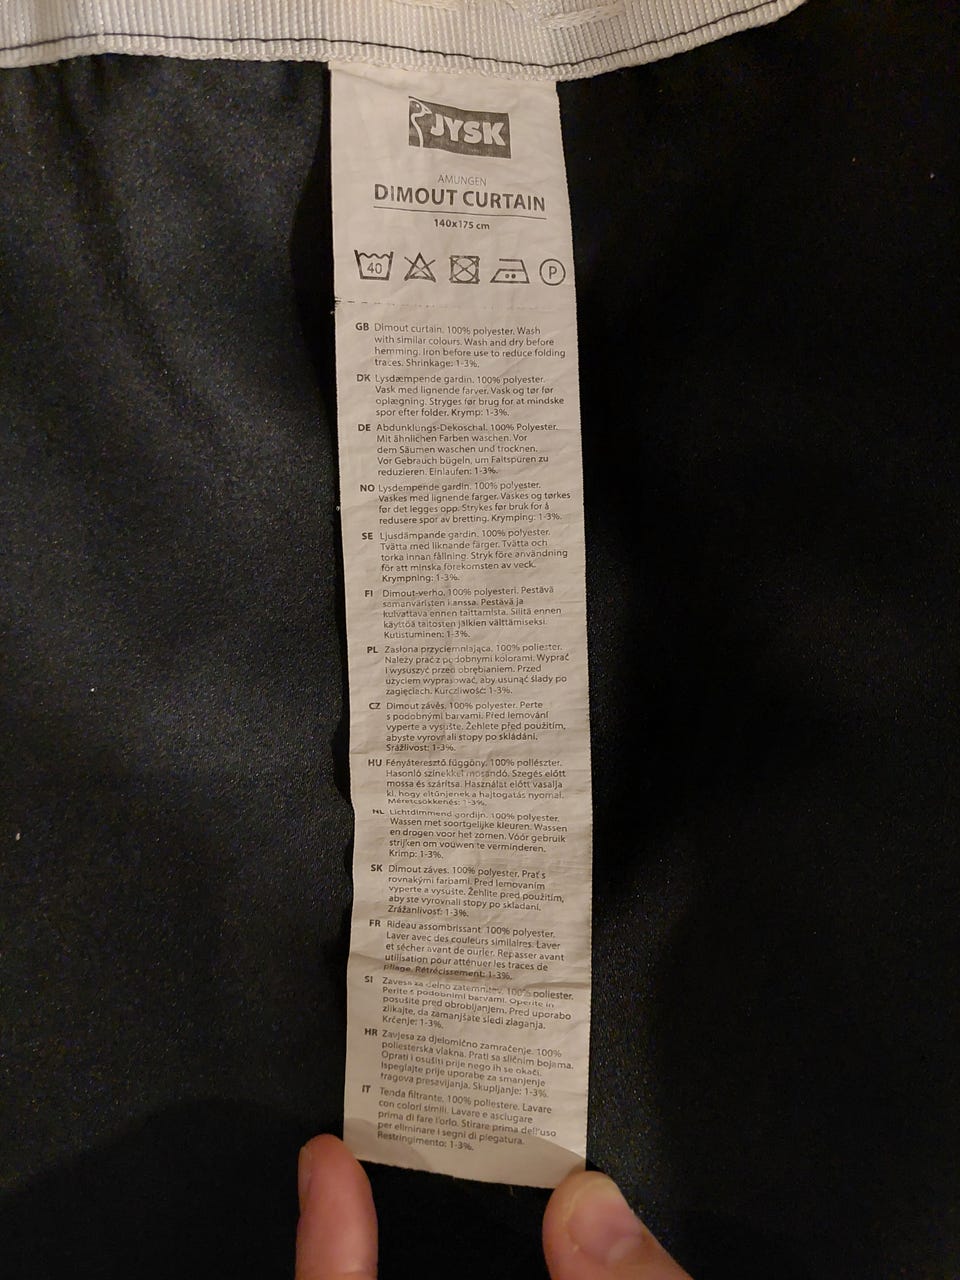 JYSK
AMUNGEN
DIMOUT CURTAIN
140x175 cm
40
P
GB Dimout curtain. 100% polyester. Wash
with similar colours. Wash and dry before
hemming. Iron before use to reduce folding
traces. Shrinkage: 1-3%.
DK Lysdæmpende gardin. 100% polyester.
Vask med lignende farver. Vask og tør før
oplægning. Stryges før brug for at mindske
spor efter folder. Krymp: 1-3%.
DE Abdunklungs-Dekoschal. 100% Polyester.
Mit ähnlichen Farben waschen. Vor
dem Säumen waschen und trocknen.
Vor Gebrauch bügeln, um Faltspuren zu
reduzieren. Einlaufen: 1-3%.
NO Lysdempende gardin. 100% polyester.
Vaskes med lignende farger. Vaskes og tørkes
før det legges opp. Strykes før bruk for å
redusere spor av bretting. Krymping: 1-3%.
SE Ljusdämpande gardin. 100% polyester.
Tvätta med liknande färger. Tvätta och
torka innan fållning. Stryk före användning
för att minska förekomsten av veck.
Krympning: 1-3%.
FI Dimout-verho. 100% polyesteri. Pestävä
samanväristen kanssa. Pestävä ja
kuivattava ennen taittamista. Silitä ennen
käyttöä taitosten jälkien välttämiseksi.
Kutistuminen: 1-3%.
PL Zasłona przyciemniająca. 100% poliester.
Należy prać z podobnymi kolorami. Wyprać
i wysuszyć przed obrębianiem. Przed
użyciem wyprasować, aby usunąć ślady po
zagięciach. Kurczliwość: 1-3%.
CZ Dimout závěs. 100% polyester. Perte
s podobnými barvami. Před lemování
vyperte a vysušte. Žehlete před použitím,
abyste vyrovnali stopy po skládání.
Srážlivost: 1-3%.
HU Fényáteresztő függöny. 100% poliészter.
Hasonló színekkel mosandó. Szegés előtt
mossa és szárítsa. Használat előtt vasalja
ki, hogy eltűnjenek a hajtogatás nyomai.
Méretcsökkenés: 1-3%.
NL Lichtdimmend gordijn. 100% polyester.
Wassen met soortgelijke kleuren. Wassen
en drogen voor het zomen. Vóór gebruik
strijken om vouwen te verminderen.
Krimp: 1-3%.
SK Dimout záves. 100% polyester. Prať s
rovnakými farbami. Pred lemovaním
vyperte a vysušte. Žehlite pred použitím,
aby ste vyrovnali stopy po skladaní.
Zrážanlivosť: 1-3%.
FR Rideau assombrissant. 100% polyester.
Laver avec des couleurs similaires. Laver
et sécher avant de ourler. Repasser avant
utilisation pour atténuer les traces de
pliage. Rétrécissement: 1-3%.
SI Zavesa za delno zatemnitev. 100% poliester.
Perite s podobnimi barvami. Operite in
posušite pred obrobljanjem. Pred uporabo
zlikajte, da zamanjšate sledi zlaganja.
Krčenje: 1-3%.
HR Zavjesa za djelomično zamračenje. 100%
poliesterska vlakna. Prati sa sličnim bojama.
Oprati i osušiti prije nego ih se okači.
Ispeglajte prije uporabe za smanjenje
tragova presavijanja. Skupljanje: 1-3%.
IT Tenda filtrante. 100% poliestere. Lavare
con colori simili. Lavare e asciugare
prima di fare l'orlo. Stirare prima dell'uso
per eliminare i segni di piegatura.
Restringimento: 1-3%.